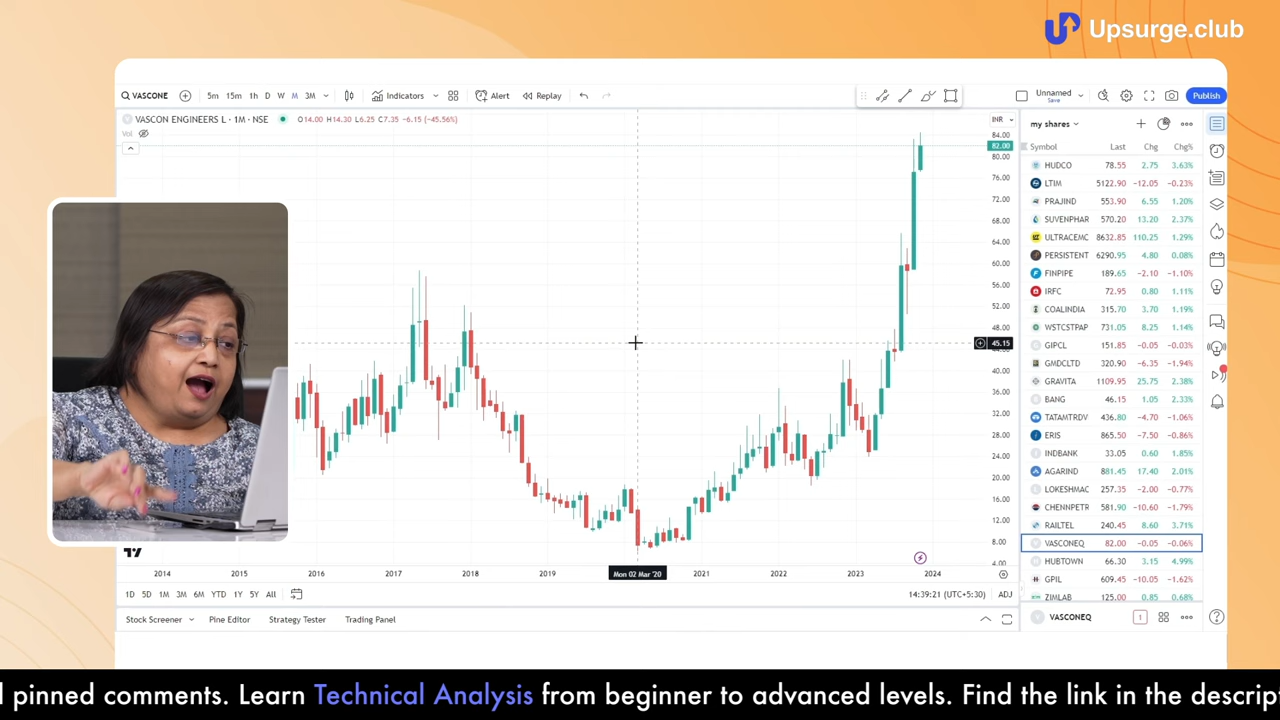 Upsurge.club
VASCONE 5m 15m 1h D W M 3M Indicators Alert Replay Unnamed Save Publish
VASCON ENGINEERS L · 1M · NSE O14.00 H14.30 L6.25 C7.35 -6.15 (-45.56%)
Vol
INR
84.00
82.00
80.00
76.00
72.00
68.00
64.00
60.00
56.00
52.00
48.00
45.15
40.00
36.00
32.00
28.00
24.00
20.00
16.00
12.00
8.00
4.00
2014 2015 2016 2017 2018 2019 Mon 02 Mar '20 2021 2022 2023 2024
1D 5D 1M 3M 6M YTD 1Y 5Y All 14:39:21 (UTC+5:30) ADJ
Stock Screener Pine Editor Strategy Tester Trading Panel
my shares
Symbol Last Chg Chg%
HUDCO 78.55 2.75 3.63%
LTIM 5122.90 -12.05 -0.23%
PRAJIND 553.90 6.55 1.20%
SUVENPHAR 570.20 13.20 2.37%
ULTRACEMC 8632.85 110.25 1.29%
PERSISTENT 6290.95 4.80 0.08%
FINPIPE 189.65 -2.10 -1.10%
IRFC 72.95 0.80 1.11%
COALINDIA 315.70 3.70 1.19%
WSTCSTPAP 731.05 8.25 1.14%
GIPCL 151.85 -0.05 -0.03%
GMDCLTD 320.90 -6.35 -1.94%
GRAVITA 1109.95 25.75 2.38%
BANG 46.15 1.05 2.33%
TATAMTRDV 436.80 -4.70 -1.06%
ERIS 865.50 -7.50 -0.86%
INDBANK 33.05 0.60 1.85%
AGARIND 881.45 17.40 2.01%
LOKESHMAC 257.35 -2.00 -0.77%
CHENNPETR 581.90 -10.60 -1.79%
RAILTEL 240.45 8.60 3.71%
VASCONEQ 82.00 -0.05 -0.06%
HUBTOWN 66.30 3.15 4.99%
GPIL 609.45 -10.05 -1.62%
ZIMLAB 125.00 0.85 0.68%
VASCONEQ 1
pinned comments. Learn Technical Analysis from beginner to advanced levels. Find the link in the descrip